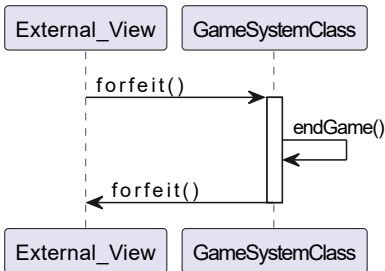 External_View
GameSystemClass
forfeit()
endGame()
forfeit()
External_View
GameSystemClass